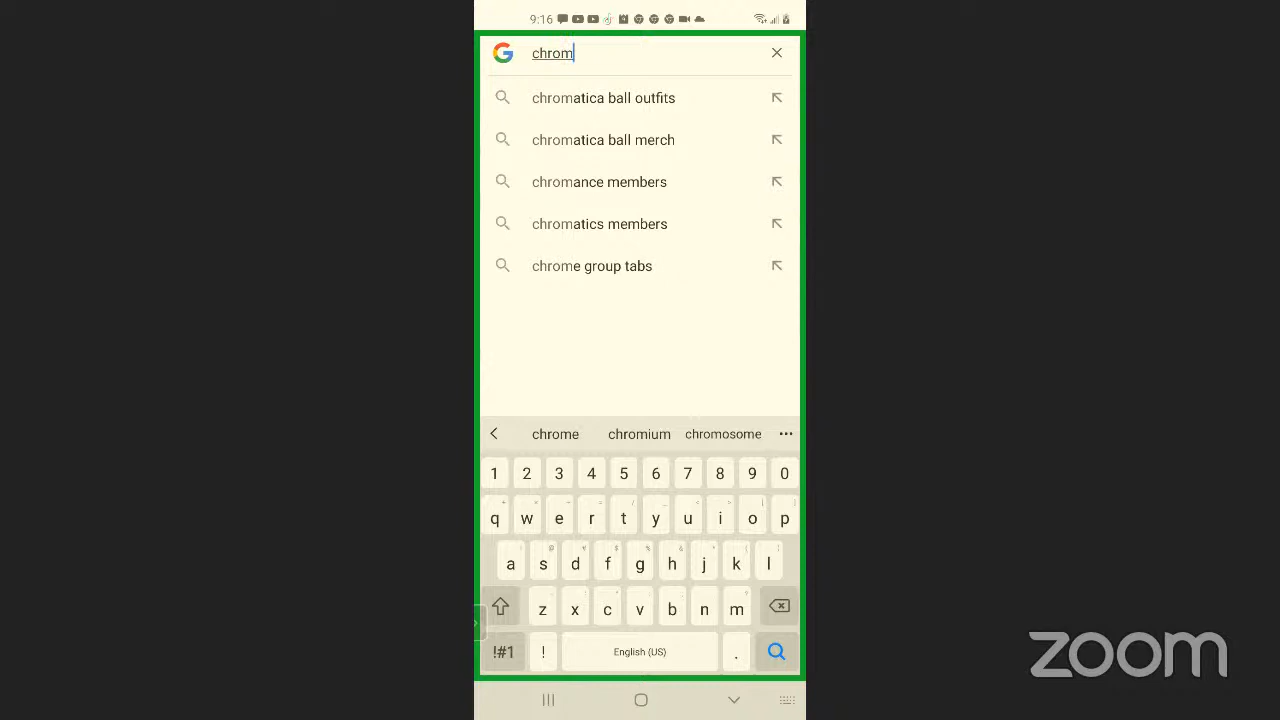 9:16
chrom
chromatica ball outfits
chromatica ball merch
chromance members
chromatics members
chrome group tabs
chrome chromium chromosome
1 2 3 4 5 6 7 8 9 0
q w e r t y u i o p
a s d f g h j k l
z x c v b n m
!#1 ! English (US) .
zoom